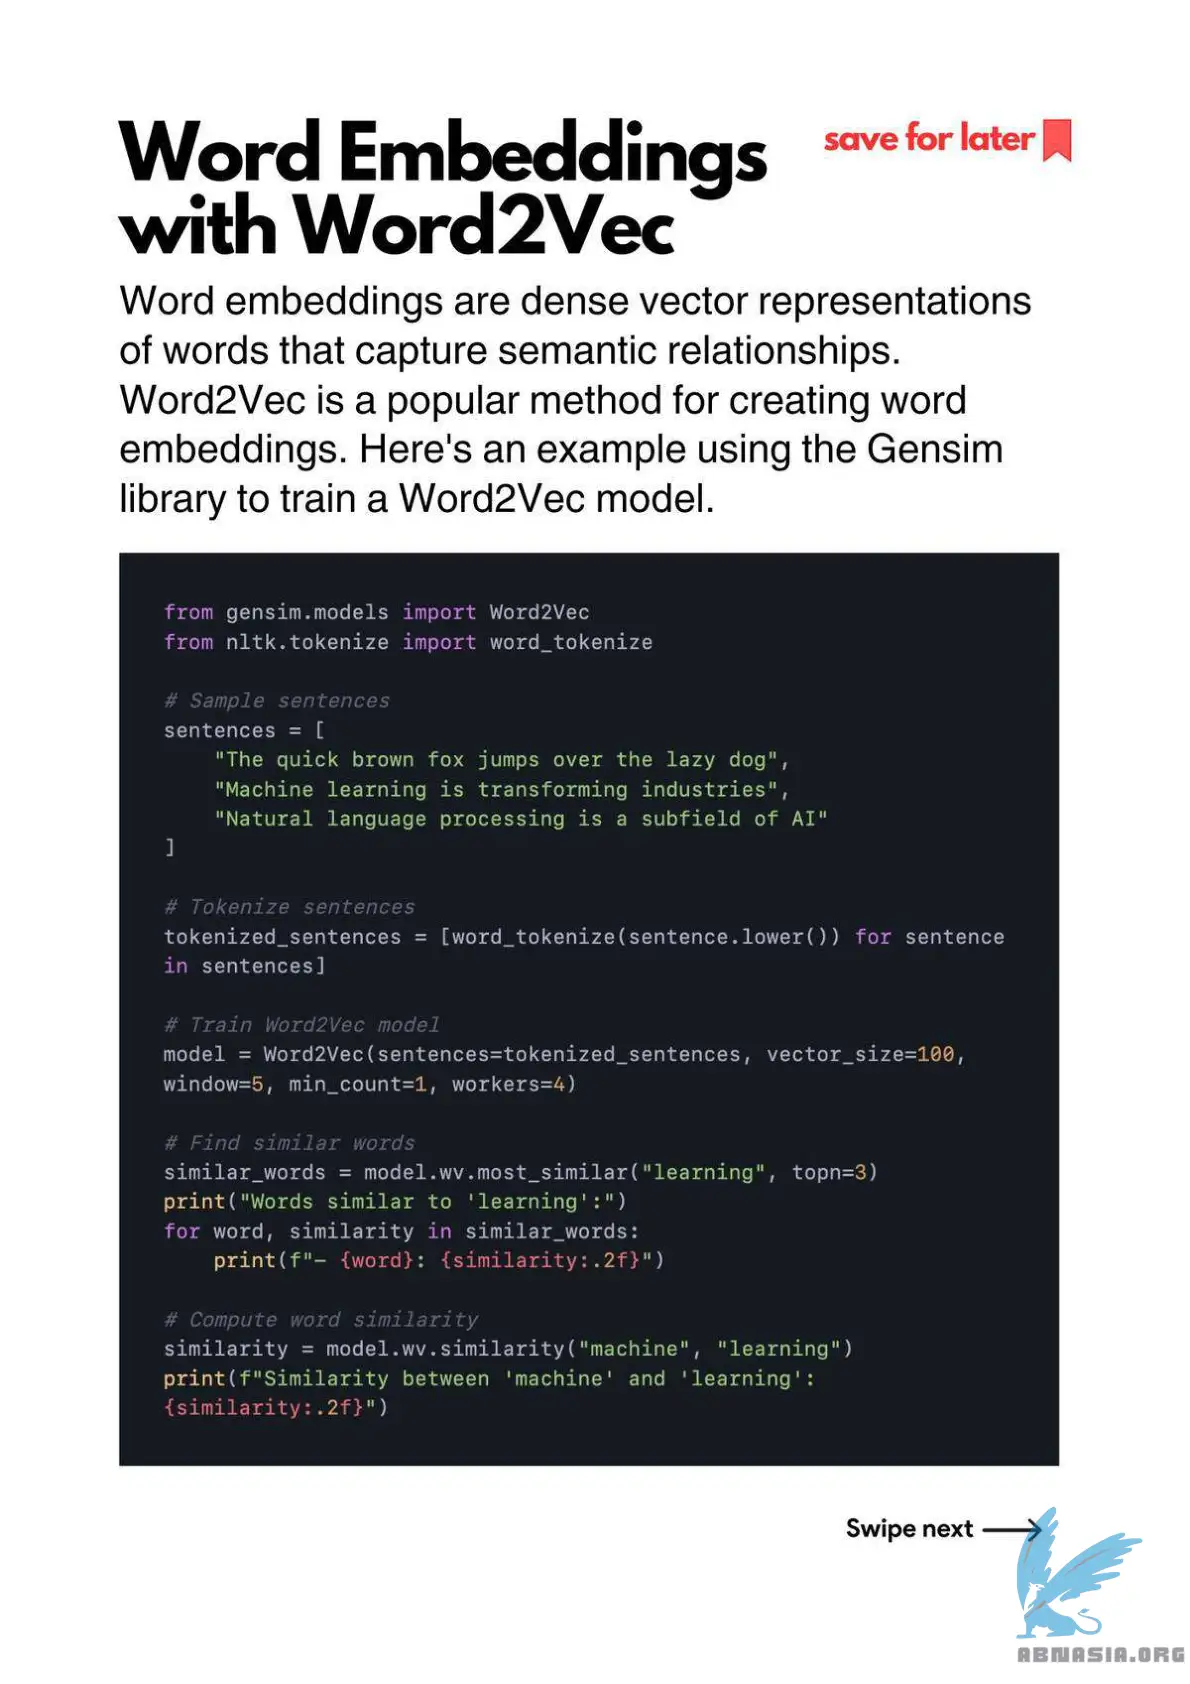 Word Embeddings
with Word2Vec
save for later
Word embeddings are dense vector representations
of words that capture semantic relationships.
Word2Vec is a popular method for creating word
embeddings. Here's an example using the Gensim
library to train a Word2Vec model.
from gensim.models import Word2Vec
from nltk.tokenize import word_tokenize
# Sample sentences
sentences = [
    "The quick brown fox jumps over the lazy dog",
    "Machine learning is transforming industries",
    "Natural language processing is a subfield of AI"
]
# Tokenize sentences
tokenized_sentences = [word_tokenize(sentence.lower()) for sentence
in sentences]
# Train Word2Vec model
model = Word2Vec(sentences=tokenized_sentences, vector_size=100,
window=5, min_count=1, workers=4)
# Find similar words
similar_words = model.wv.most_similar("learning", topn=3)
print("Words similar to 'learning':")
for word, similarity in similar_words:
    print(f"- {word}: {similarity:.2f}")
# Compute word similarity
similarity = model.wv.similarity("machine", "learning")
print(f"Similarity between 'machine' and 'learning':
{similarity:.2f}")
Swipe next
ABNASIA.ORG